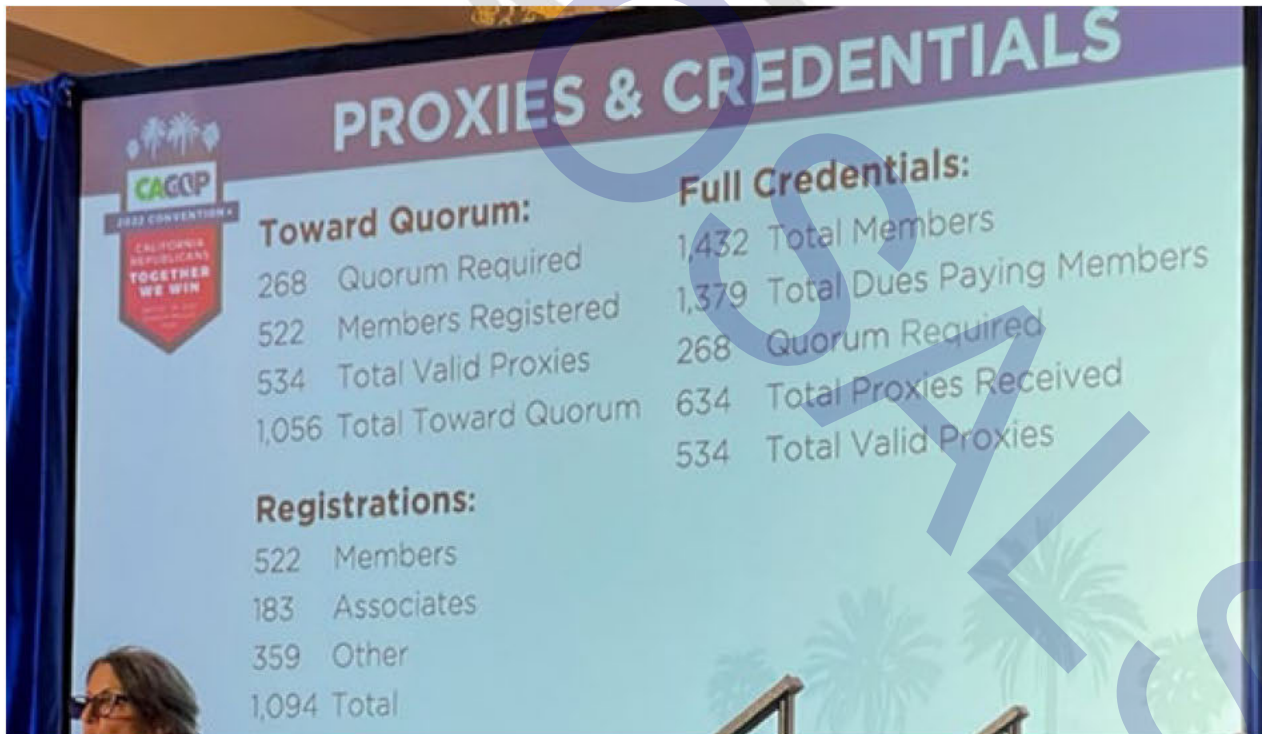 PROXIES & CREDENTIALS
CAGOP
2022 CONVENTION
CALIFORNIA
REPUBLICANS
TOGETHER
WE WIN
Toward Quorum:
268 Quorum Required
522 Members Registered
534 Total Valid Proxies
1,056 Total Toward Quorum
Registrations:
522 Members
183 Associates
359 Other
1,094 Total
Full Credentials:
1,432 Total Members
1,379 Total Dues Paying Members
268 Quorum Required
634 Total Proxies Received
534 Total Valid Proxies
OSALS